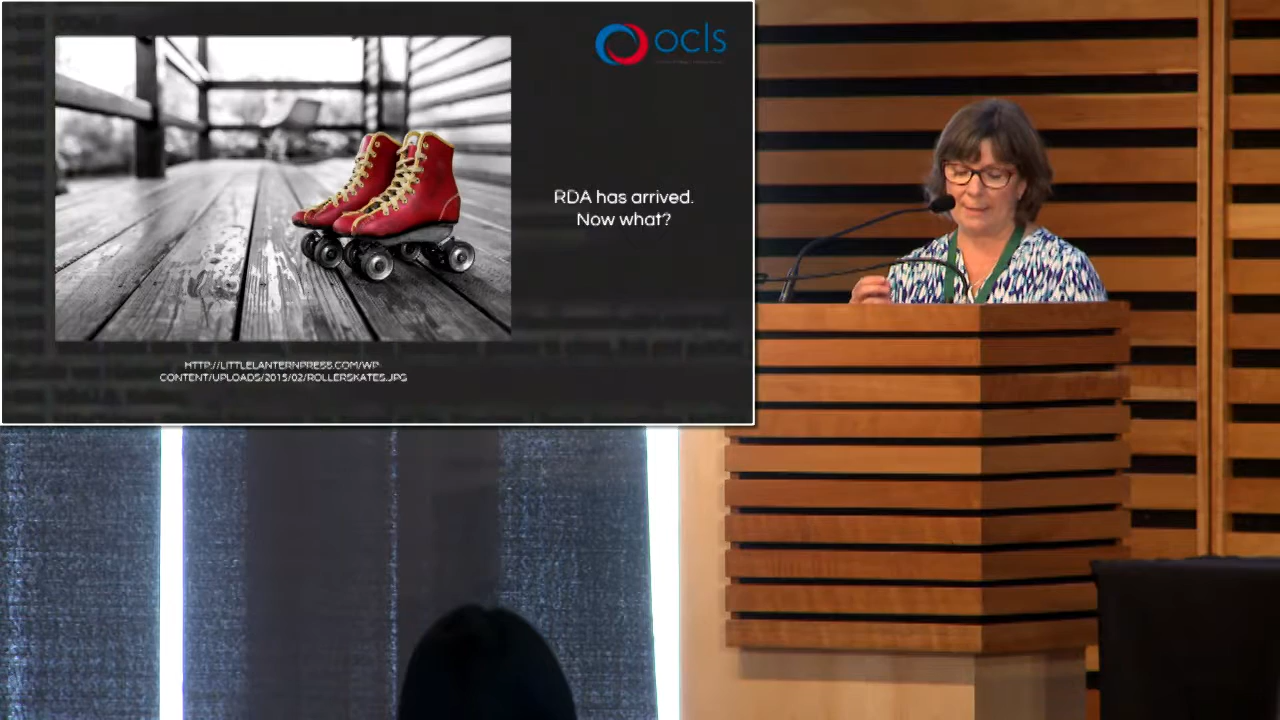 ocls
RDA has arrived.
Now what?
HTTP://LITTLELANTERNPRESS.COM/WP-
CONTENT/UPLOADS/2015/02/ROLLERSKATES.JPG